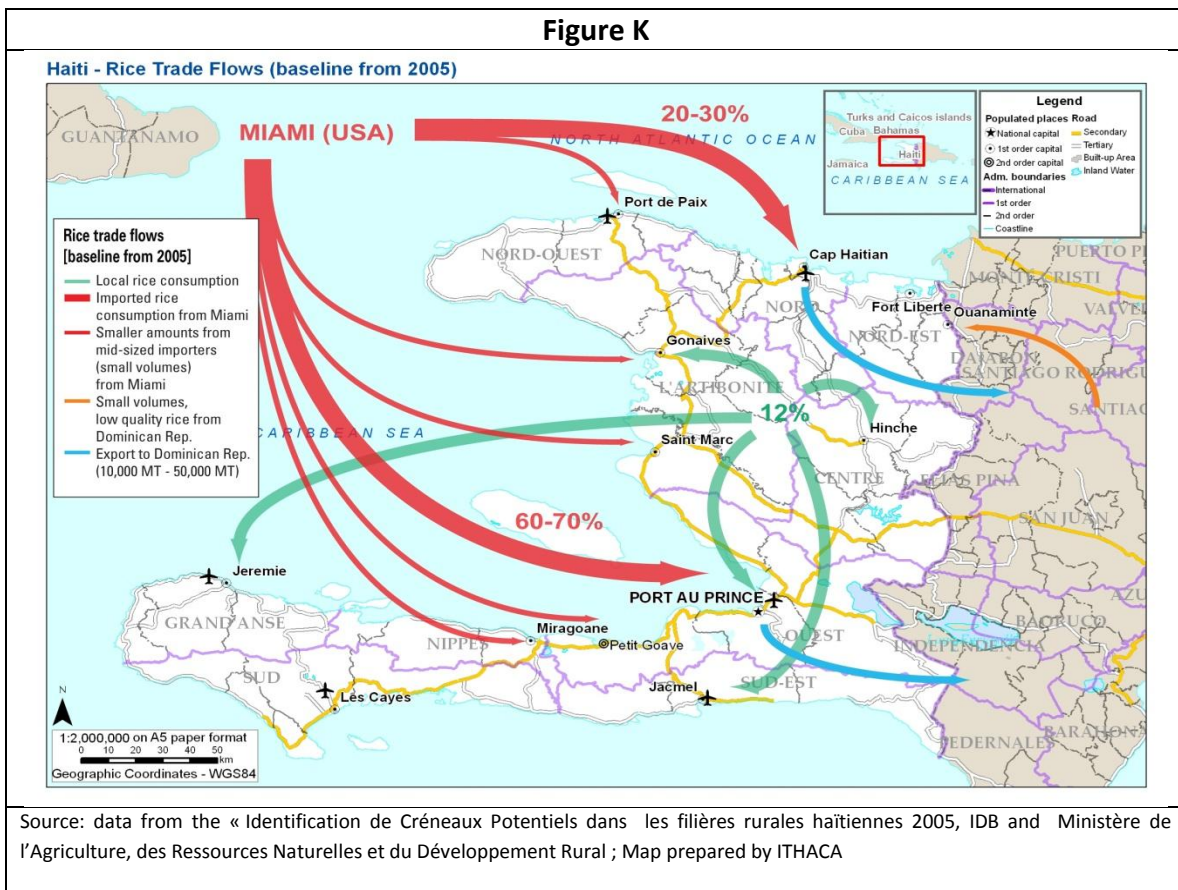 Figure K
Haiti - Rice Trade Flows (baseline from 2005)
GUANTANAMO
MIAMI (USA)
20-30%
NORTH ATLANTIC OCEAN
Turks and Caicos islands
Cuba Bahamas
Haiti
Jamaica
CARIBBEAN SEA
Legend
Populated places
National capital
1st order capital
2nd order capital
Adm. boundaries
International
1st order
2nd order
Coastline
Road
Secondary
Tertiary
Built-up Area
Inland Water
Rice trade flows
[baseline from 2005]
Local rice consumption
Imported rice
consumption from Miami
Smaller amounts from
mid-sized importers
(small volumes)
from Miami
Small volumes,
low quality rice from
Dominican Rep.
Export to Dominican Rep.
(10,000 MT - 50,000 MT)
Port de Paix
NORD-OUEST
Cap Haitian
NORD
Fort Liberte
Ouanaminte
NORD-EST
MONTE CRISTI
PUERTO P
VALVE
DAJABON
SANTIAGO RODRIGU
SANTIAG
Gonaives
L'ARTIBONITE
12%
Hinche
CARIBBEAN SEA
Saint Marc
CENTRE
ELIAS PINA
SAN JUAN
60-70%
Jeremie
GRAND'ANSE
PORT AU PRINCE
OUEST
Miragoane
NIPPES
Petit Goave
SUD
Les Cayes
Jacmel
SUD-EST
AZU
BAORUCO
INDEPENDENCIA
PEDERNALES
BARAHONA
N
1:2,000,000 on A5 paper format
0 10 20 30 40 50
km
Geographic Coordinates - WGS84
Source: data from the « Identification de Créneaux Potentiels dans les filières rurales haïtiennes 2005, IDB and Ministère de
l'Agriculture, des Ressources Naturelles et du Développement Rural ; Map prepared by ITHACA